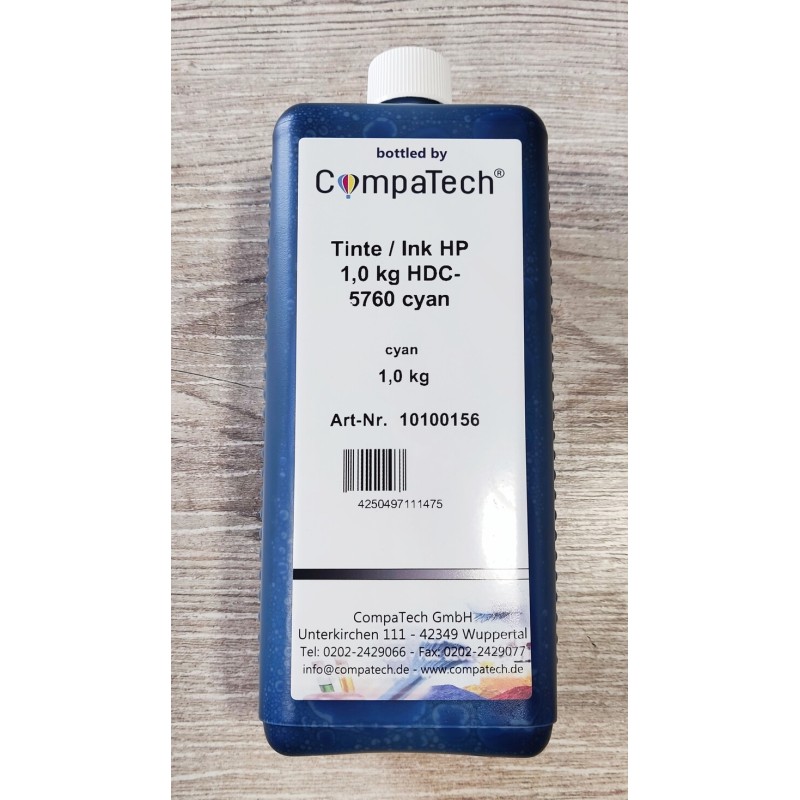 bottled by
CompaTech®
Tinte / Ink HP
1,0 kg HDC-
5760 cyan
cyan
1,0 kg
Art-Nr. 10100156
4250497111475
CompaTech GmbH
Unterkirchen 111 - 42349 Wuppertal
Tel: 0202-2429066 - Fax: 0202-2429077
info@compatech.de - www.compatech.de